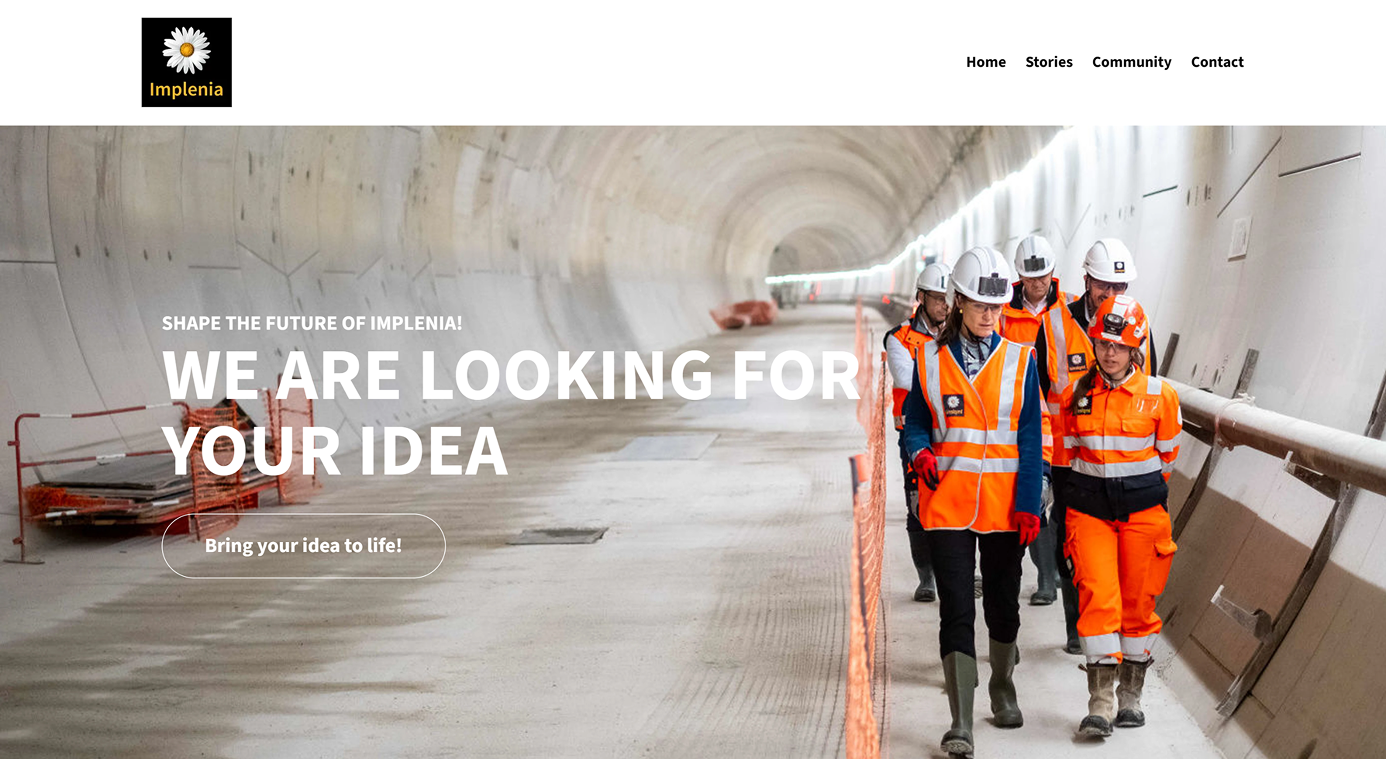 Implenia
Home Stories Community Contact
SHAPE THE FUTURE OF IMPLENIA!
WE ARE LOOKING FOR
YOUR IDEA
Bring your idea to life!